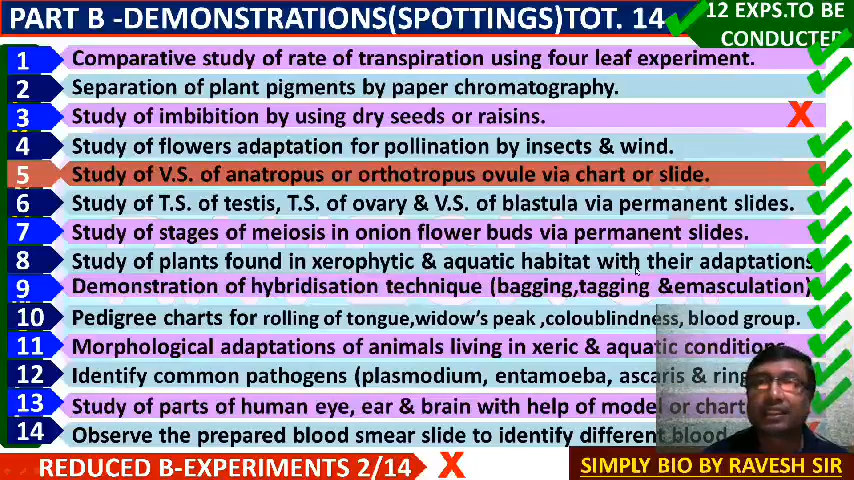 PART B -DEMONSTRATIONS(SPOTTINGS)TOT. 14
12 EXPS.TO BE
CONDUCTED
1 Comparative study of rate of transpiration using four leaf experiment.
2 Separation of plant pigments by paper chromatography.
3 Study of imbibition by using dry seeds or raisins. X
4 Study of flowers adaptation for pollination by insects & wind.
5 Study of V.S. of anatropus or orthotropus ovule via chart or slide.
6 Study of T.S. of testis, T.S. of ovary & V.S. of blastula via permanent slides.
7 Study of stages of meiosis in onion flower buds via permanent slides.
8 Study of plants found in xerophytic & aquatic habitat with their adaptations
9 Demonstration of hybridisation technique (bagging,tagging &emasculation)
10 Pedigree charts for rolling of tongue,widow's peak ,coloublindness, blood group.
11 Morphological adaptations of animals living in xeric & aquatic conditions.
12 Identify common pathogens (plasmodium, entamoeba, ascaris & ring
13 Study of parts of human eye, ear & brain with help of model or chart
14 Observe the prepared blood smear slide to identify different blood
REDUCED B-EXPERIMENTS 2/14 X
SIMPLY BIO BY RAVESH SIR